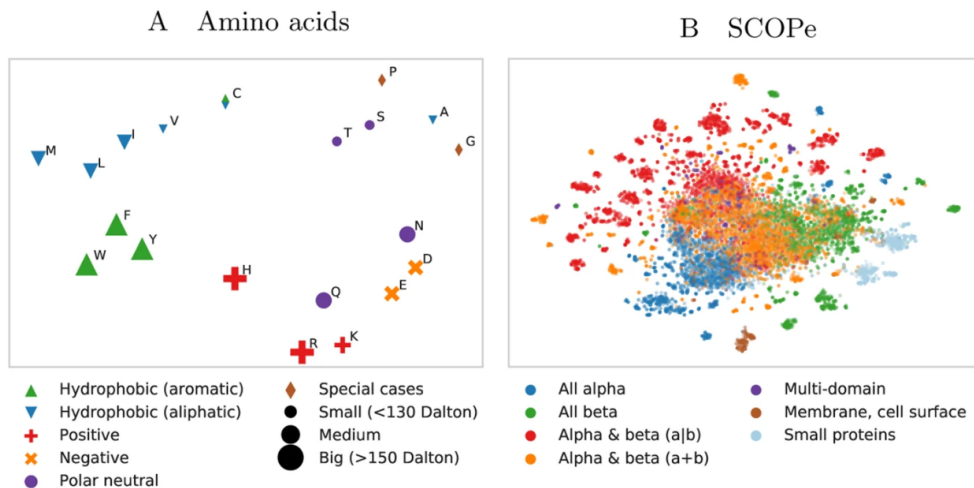 A Amino acids
B SCOPe
P
C
A
S
V
T
I
G
M
L
F
N
Y
W
D
H
E
Q
R
K
Hydrophobic (aromatic)
Hydrophobic (aliphatic)
Positive
Negative
Polar neutral
Special cases
Small (<130 Dalton)
Medium
Big (>150 Dalton)
All alpha
All beta
Alpha & beta (a|b)
Alpha & beta (a+b)
Multi-domain
Membrane, cell surface
Small proteins